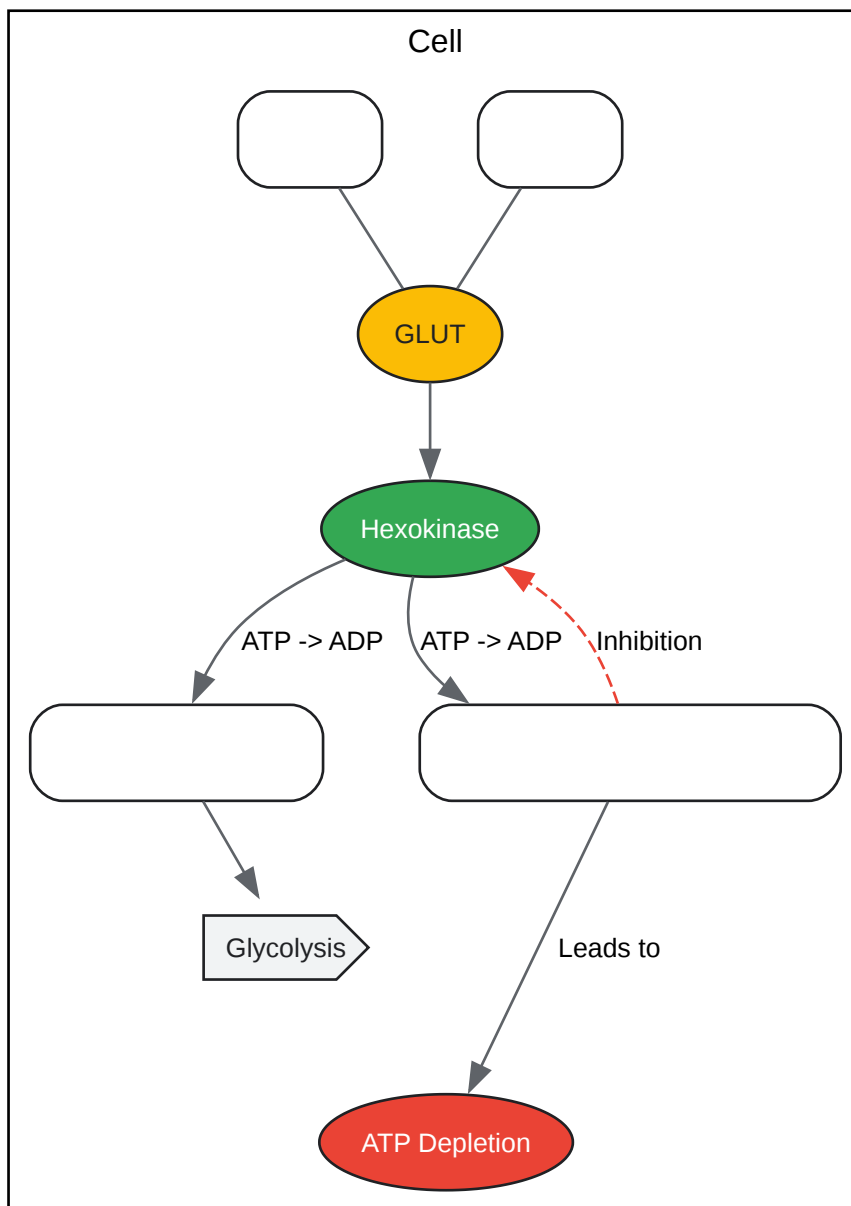 Cell
GLUT
Hexokinase
ATP -> ADP
ATP -> ADP
Inhibition
Glycolysis
Leads to
ATP Depletion